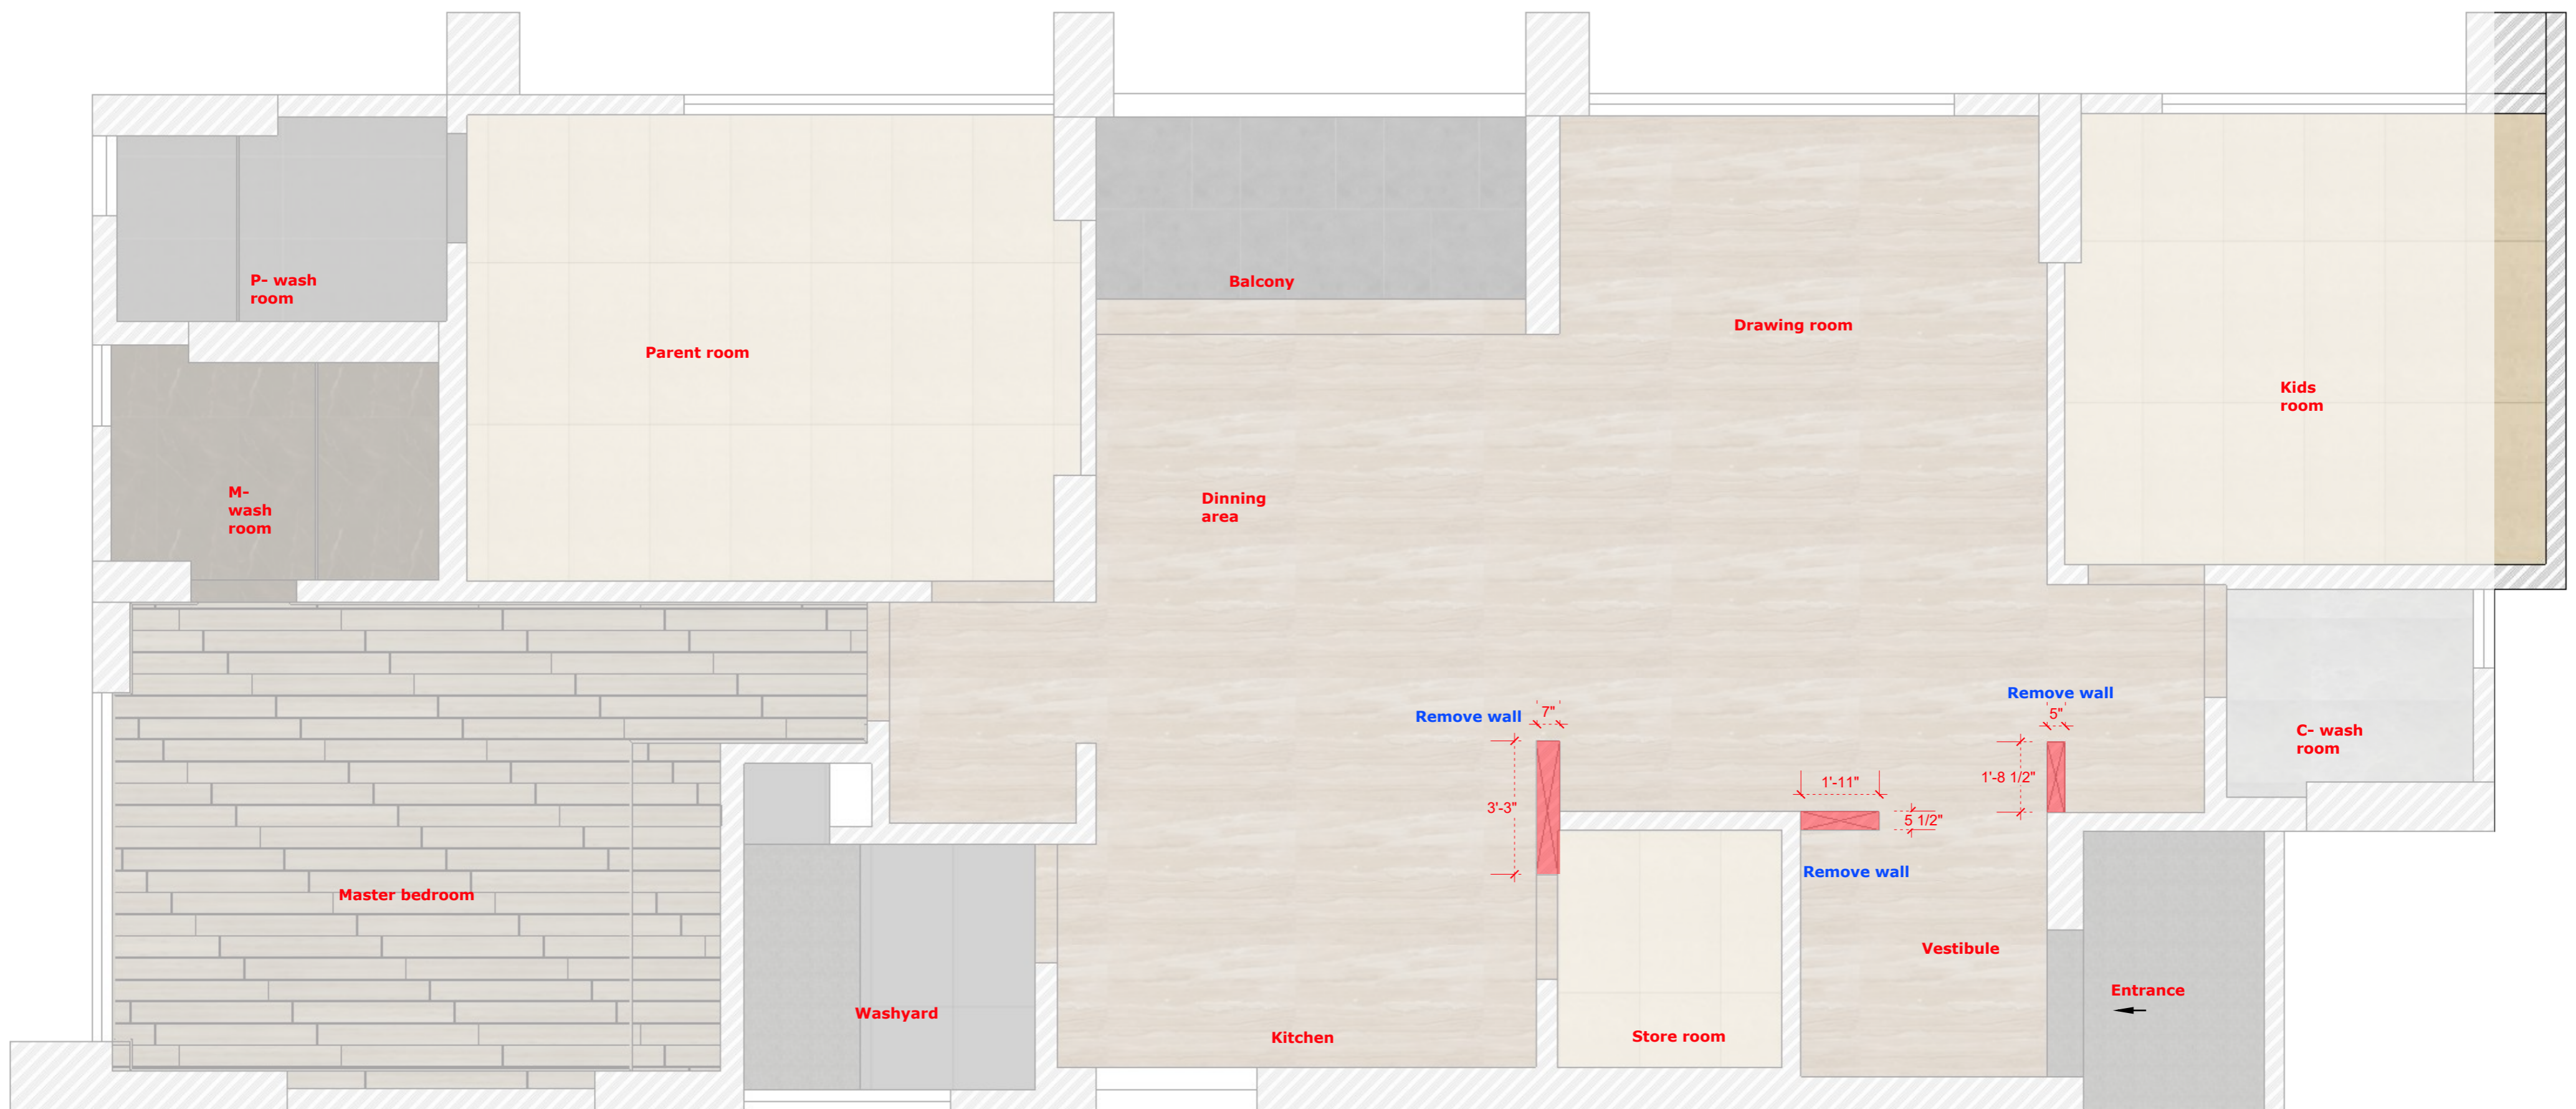 P- wash
room
Balcony
Drawing room
Parent room
Kids
room
M-
wash
room
Dinning
area
Remove wall
7"
Remove wall
5"
C- wash
room
1'-11"
1'-8 1/2"
3'-3"
5 1/2"
Remove wall
Master bedroom
Vestibule
Entrance
Washyard
Kitchen
Store room